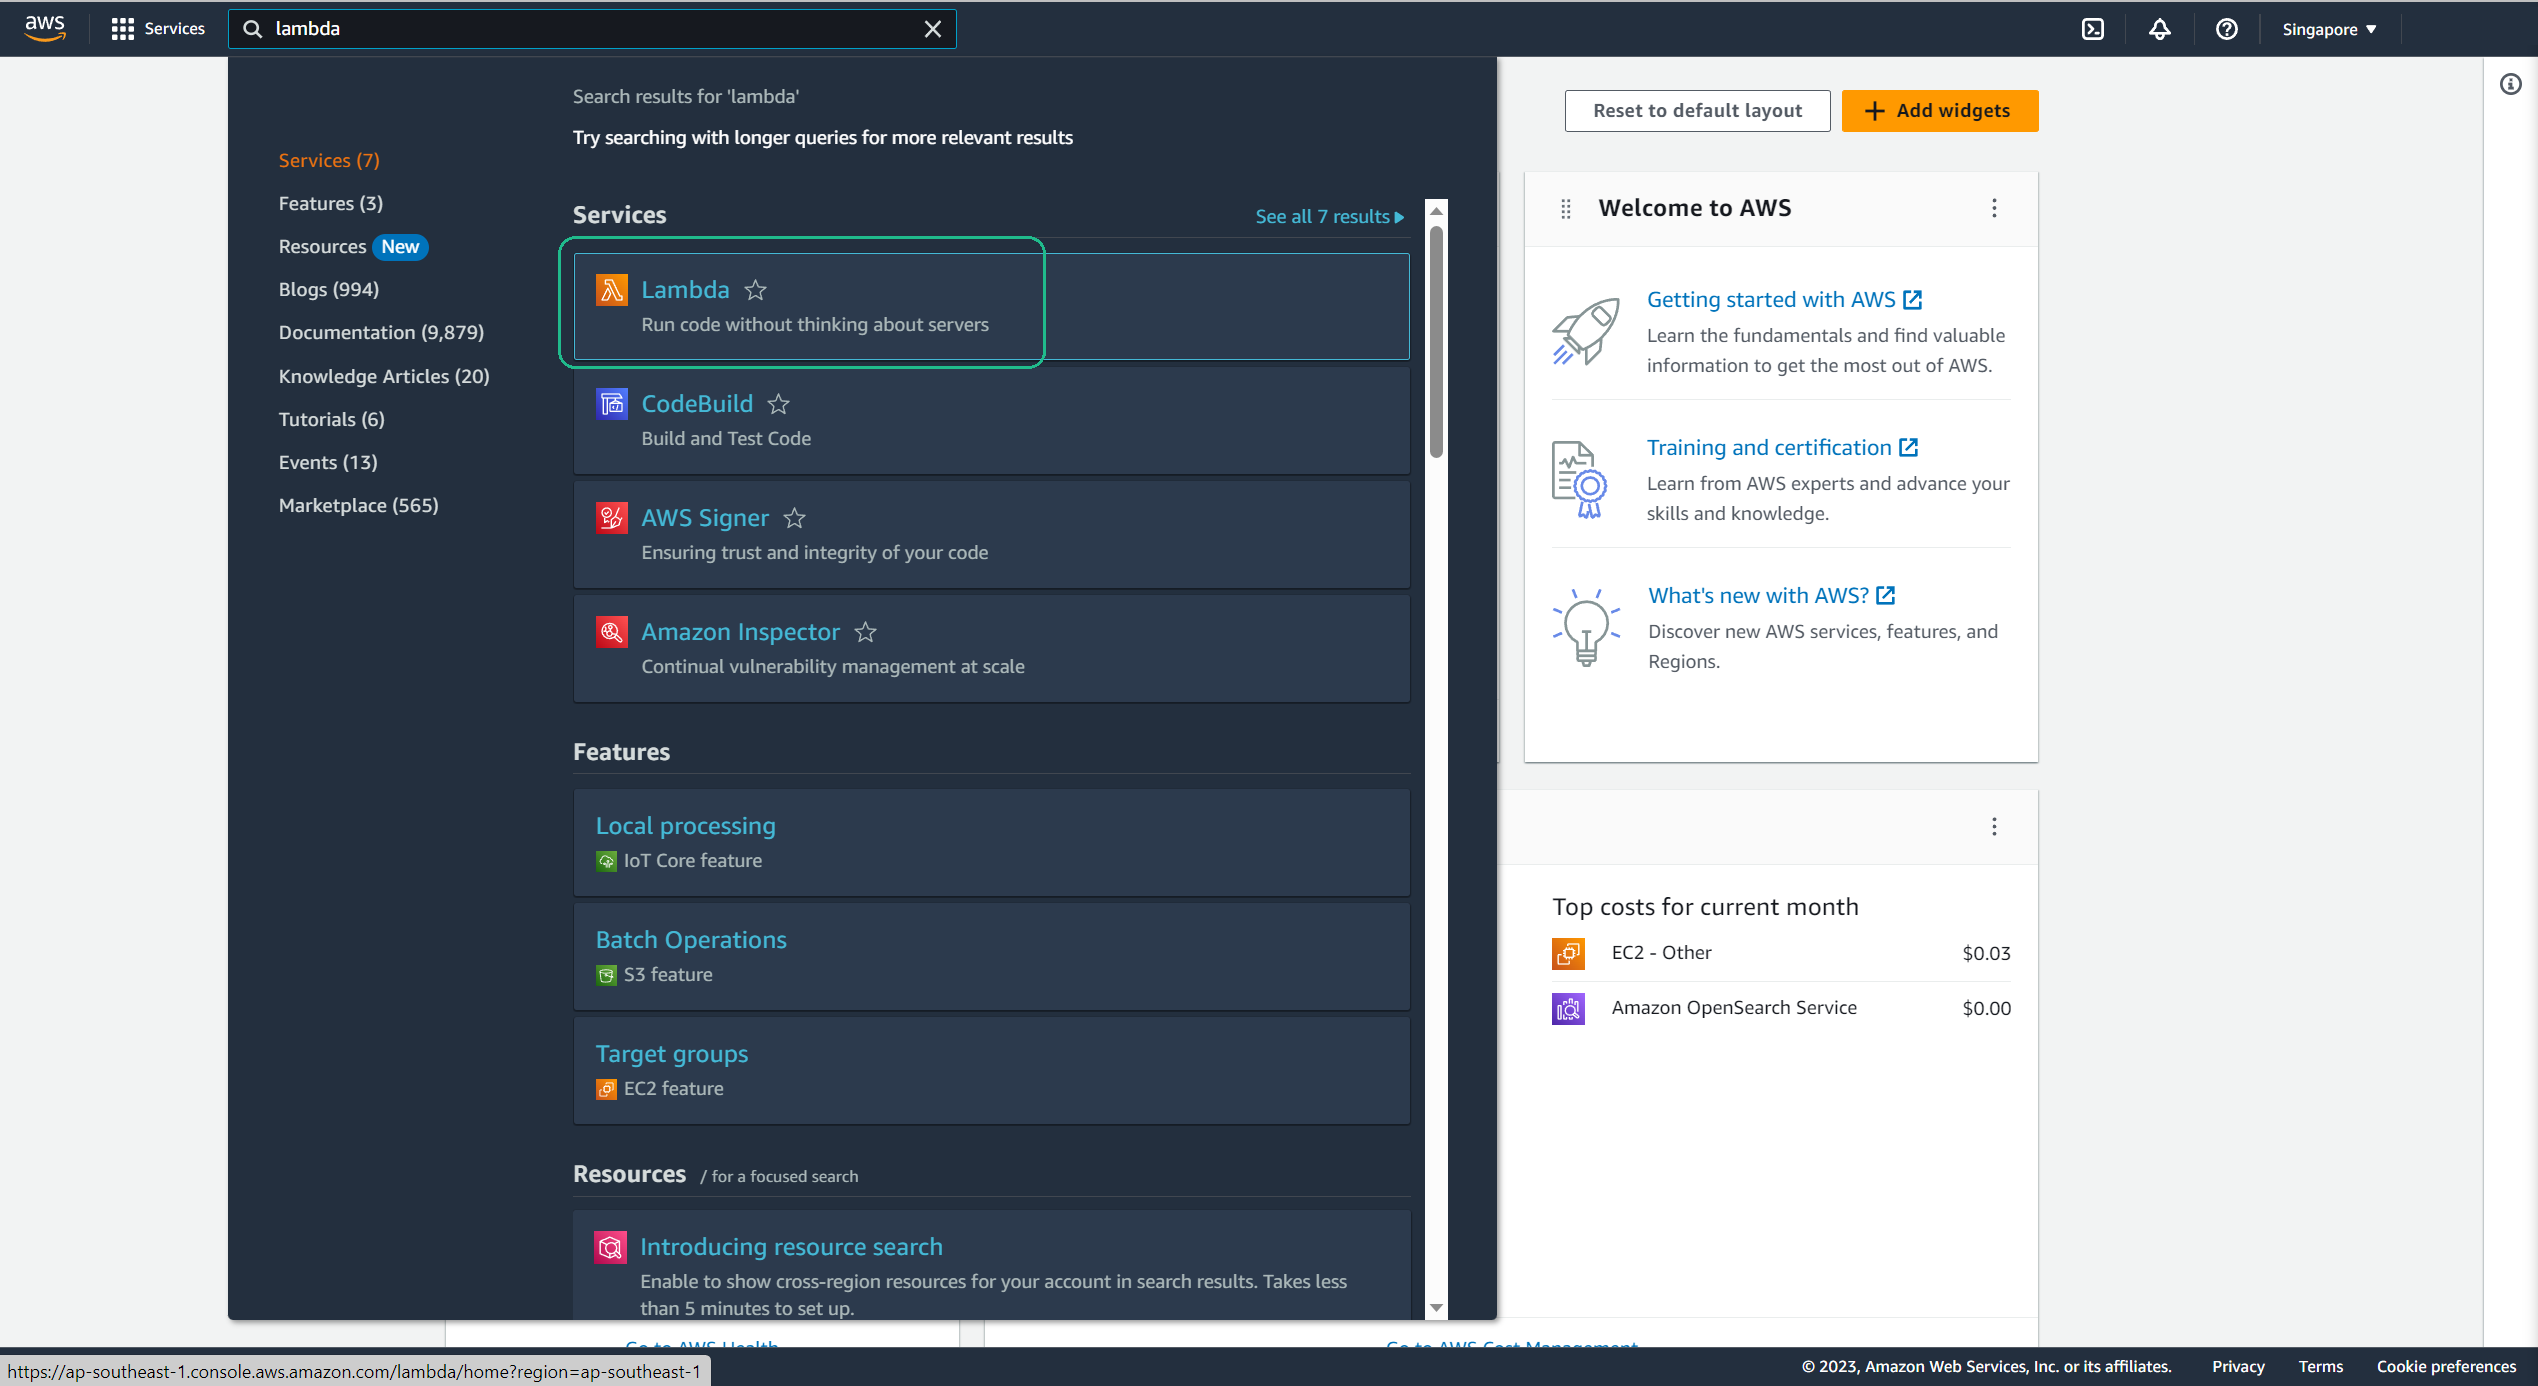 aws
Services
lambda
Singapore ▼
Search results for 'lambda'
Try searching with longer queries for more relevant results
Services (7)
Features (3)
Resources New
Blogs (994)
Documentation (9,879)
Knowledge Articles (20)
Tutorials (6)
Events (13)
Marketplace (565)
Services
See all 7 results
Lambda
Run code without thinking about servers
CodeBuild
Build and Test Code
AWS Signer
Ensuring trust and integrity of your code
Amazon Inspector
Continual vulnerability management at scale
Features
Local processing
IoT Core feature
Batch Operations
S3 feature
Target groups
EC2 feature
Resources / for a focused search
Introducing resource search
Enable to show cross-region resources for your account in search results. Takes less
than 5 minutes to set up.
Reset to default layout
+ Add widgets
Welcome to AWS
Getting started with AWS
Learn the fundamentals and find valuable
information to get the most out of AWS.
Training and certification
Learn from AWS experts and advance your
skills and knowledge.
What's new with AWS?
Discover new AWS services, features, and
Regions.
Top costs for current month
EC2 - Other $0.03
Amazon OpenSearch Service $0.00
Go to AWS Health
Go to AWS Cost Management
https://ap-southeast-1.console.aws.amazon.com/lambda/home?region=ap-southeast-1
© 2023, Amazon Web Services, Inc. or its affiliates. Privacy Terms Cookie preferences